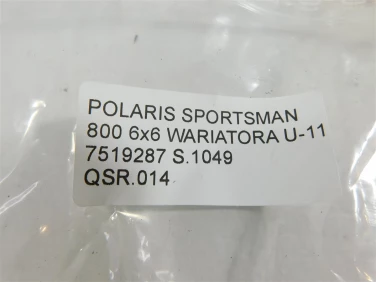 POLARIS SPORTSMAN
800 6x6 WARIATORA U-11
7519287 S.1049
QSR.014